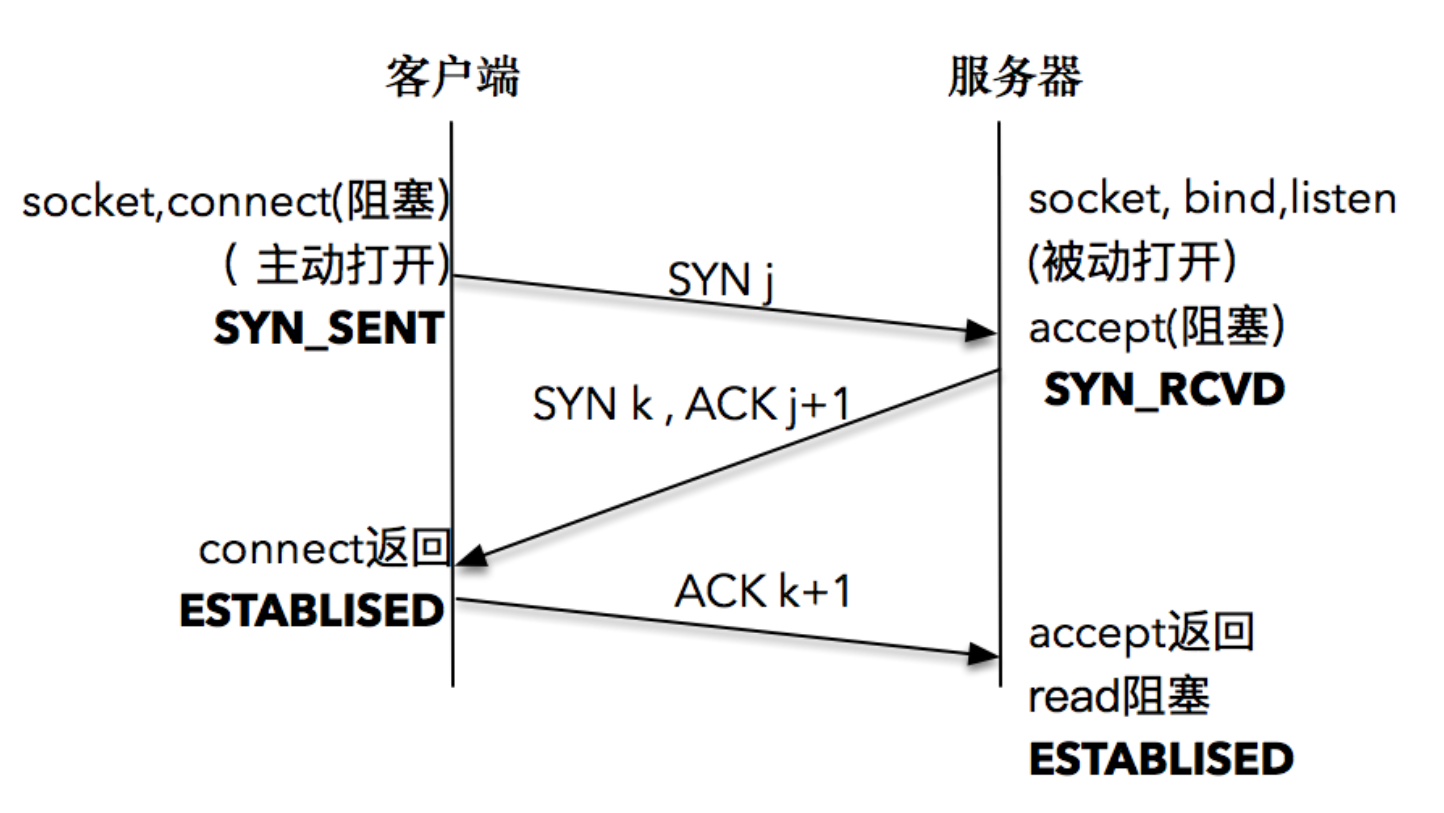 客户端
服务器
socket,connect(阻塞)
( 主动打开)
SYN_SENT
socket, bind,listen
(被动打开)
accept(阻塞)
SYN_RCVD
SYN j
SYN k , ACK j+1
connect返回
ESTABLISED
ACK k+1
accept返回
read阻塞
ESTABLISED